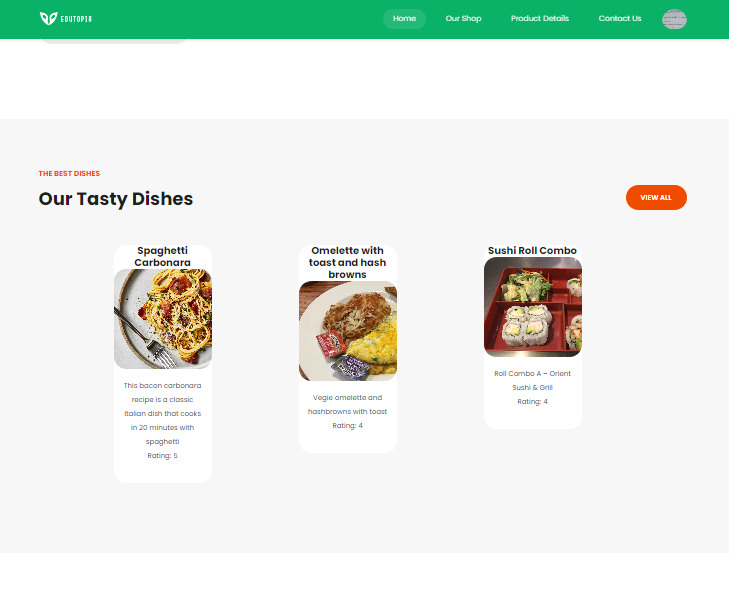 EDUTOPIA
Home
Our Shop
Product Details
Contact Us
THE BEST DISHES
Our Tasty Dishes
VIEW ALL
Spaghetti
Carbonara
This bacon carbonara
recipe is a classic
Italian dish that cooks
in 20 minutes with
spaghetti
Rating: 5
Omelette with
toast and hash
browns
Vegie omelette and
hashbrowns with toast
Rating: 4
Sushi Roll Combo
Roll Combo A – Orient
Sushi & Grill
Rating: 4